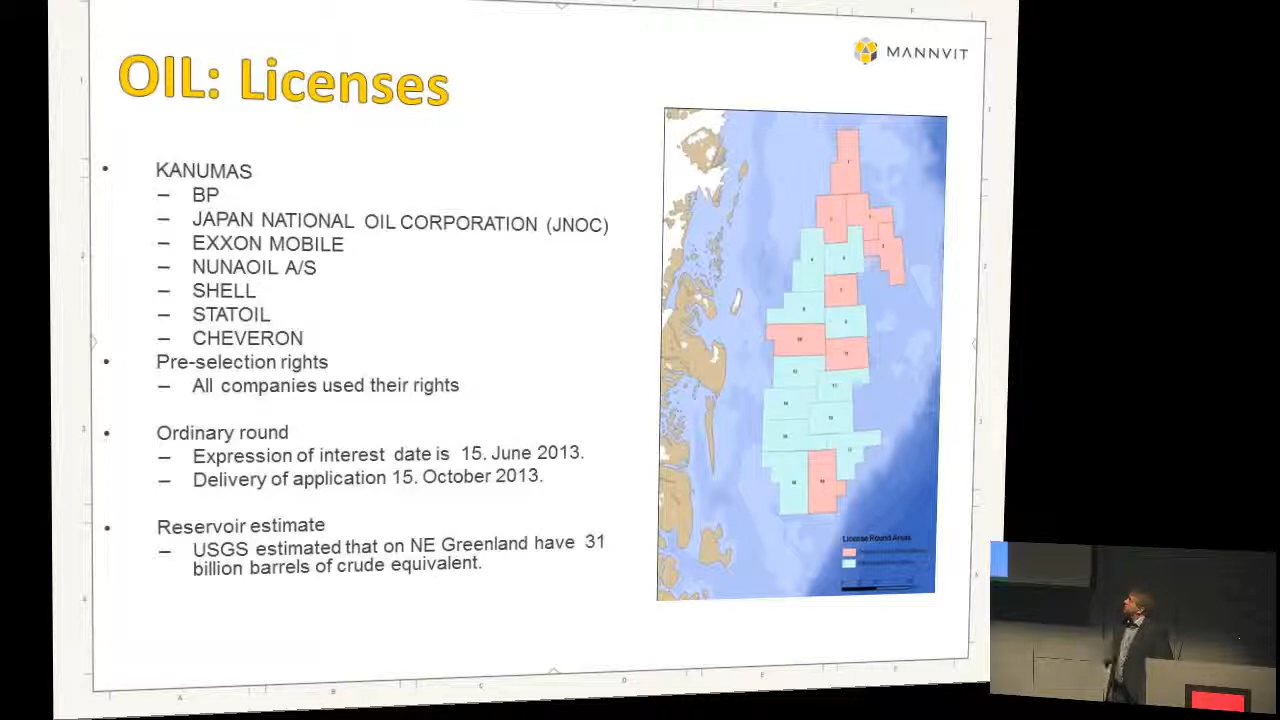 OIL: Licenses
MANNVIT
KANUMAS
– BP
– JAPAN NATIONAL OIL CORPORATION (JNOC)
– EXXON MOBILE
– NUNAOIL A/S
– SHELL
– STATOIL
– CHEVERON
Pre-selection rights
– All companies used their rights
Ordinary round
– Expression of interest date is 15. June 2013.
– Delivery of application 15. October 2013.
Reservoir estimate
– USGS estimated that on NE Greenland have 31
billion barrels of crude equivalent.
License Round Areas